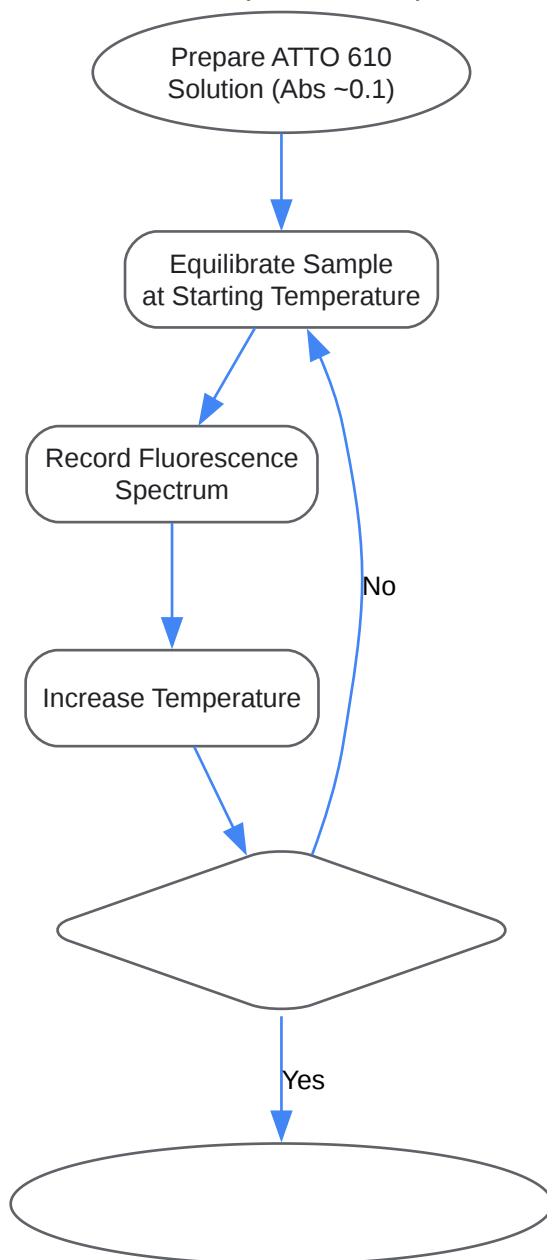 Prepare ATTO 610
Solution (Abs ~0.1)
Equilibrate Sample
at Starting Temperature
Record Fluorescence
Spectrum
No
Increase Temperature
Yes